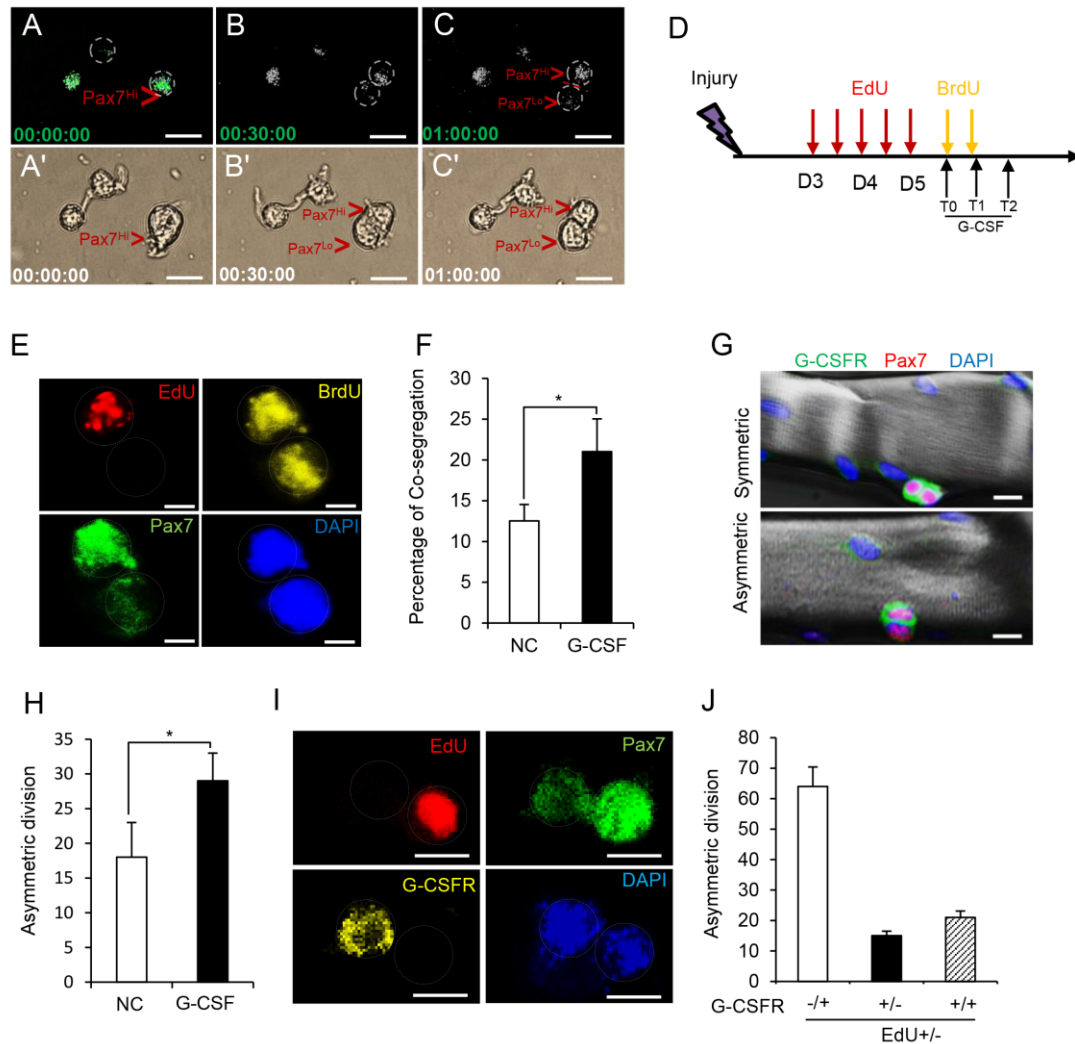 A
Pax7Hi
00:00:00
B
00:30:00
C
Pax7Hi
Pax7Lo
01:00:00
A'
Pax7Hi
00:00:00
B'
Pax7Hi
Pax7Lo
00:30:00
C'
Pax7Hi
Pax7Lo
01:00:00
D
Injury
EdU
BrdU
D3
D4
D5
T0
T1
T2
G-CSF
E
EdU
BrdU
Pax7
DAPI
F
Percentage of Co-segregation
30
25
20
15
10
5
0
*
NC
G-CSF
G
G-CSFR Pax7 DAPI
Symmetric
Asymmetric
H
Asymmetric division
35
30
25
20
15
10
5
0
*
NC
G-CSF
I
EdU
Pax7
G-CSFR
DAPI
J
Asymmetric division
80
70
60
50
40
30
20
10
0
G-CSFR -/+ +/- +/+
EdU+/-